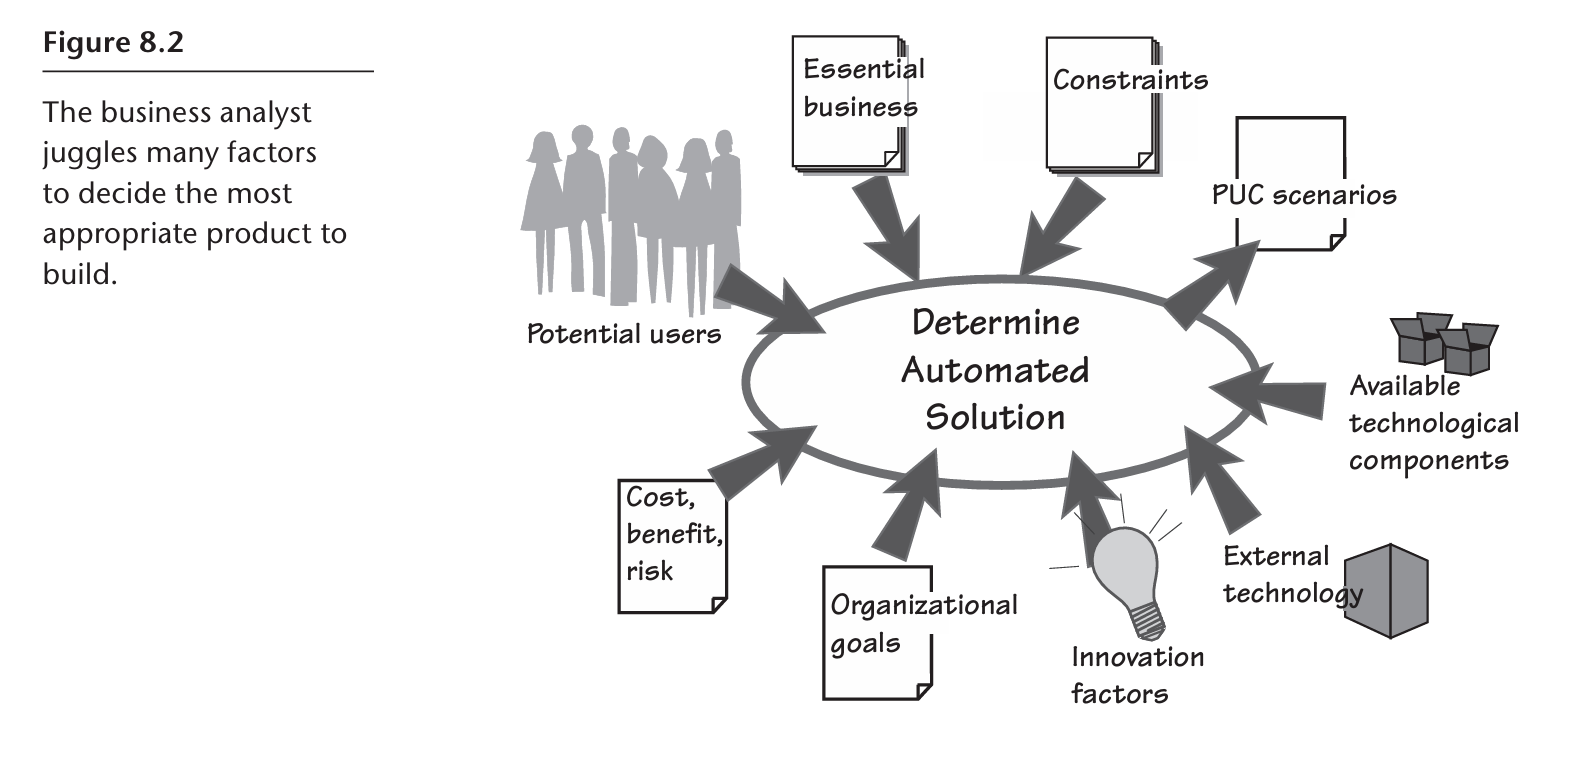 Figure 8.2
The business analyst
juggles many factors
to decide the most
appropriate product to
build.
Essential
business
Constraints
PUC scenarios
Potential users
Determine
Automated
Solution
Available
technological
components
Cost,
benefit,
risk
Organizational
goals
Innovation
factors
External
technology